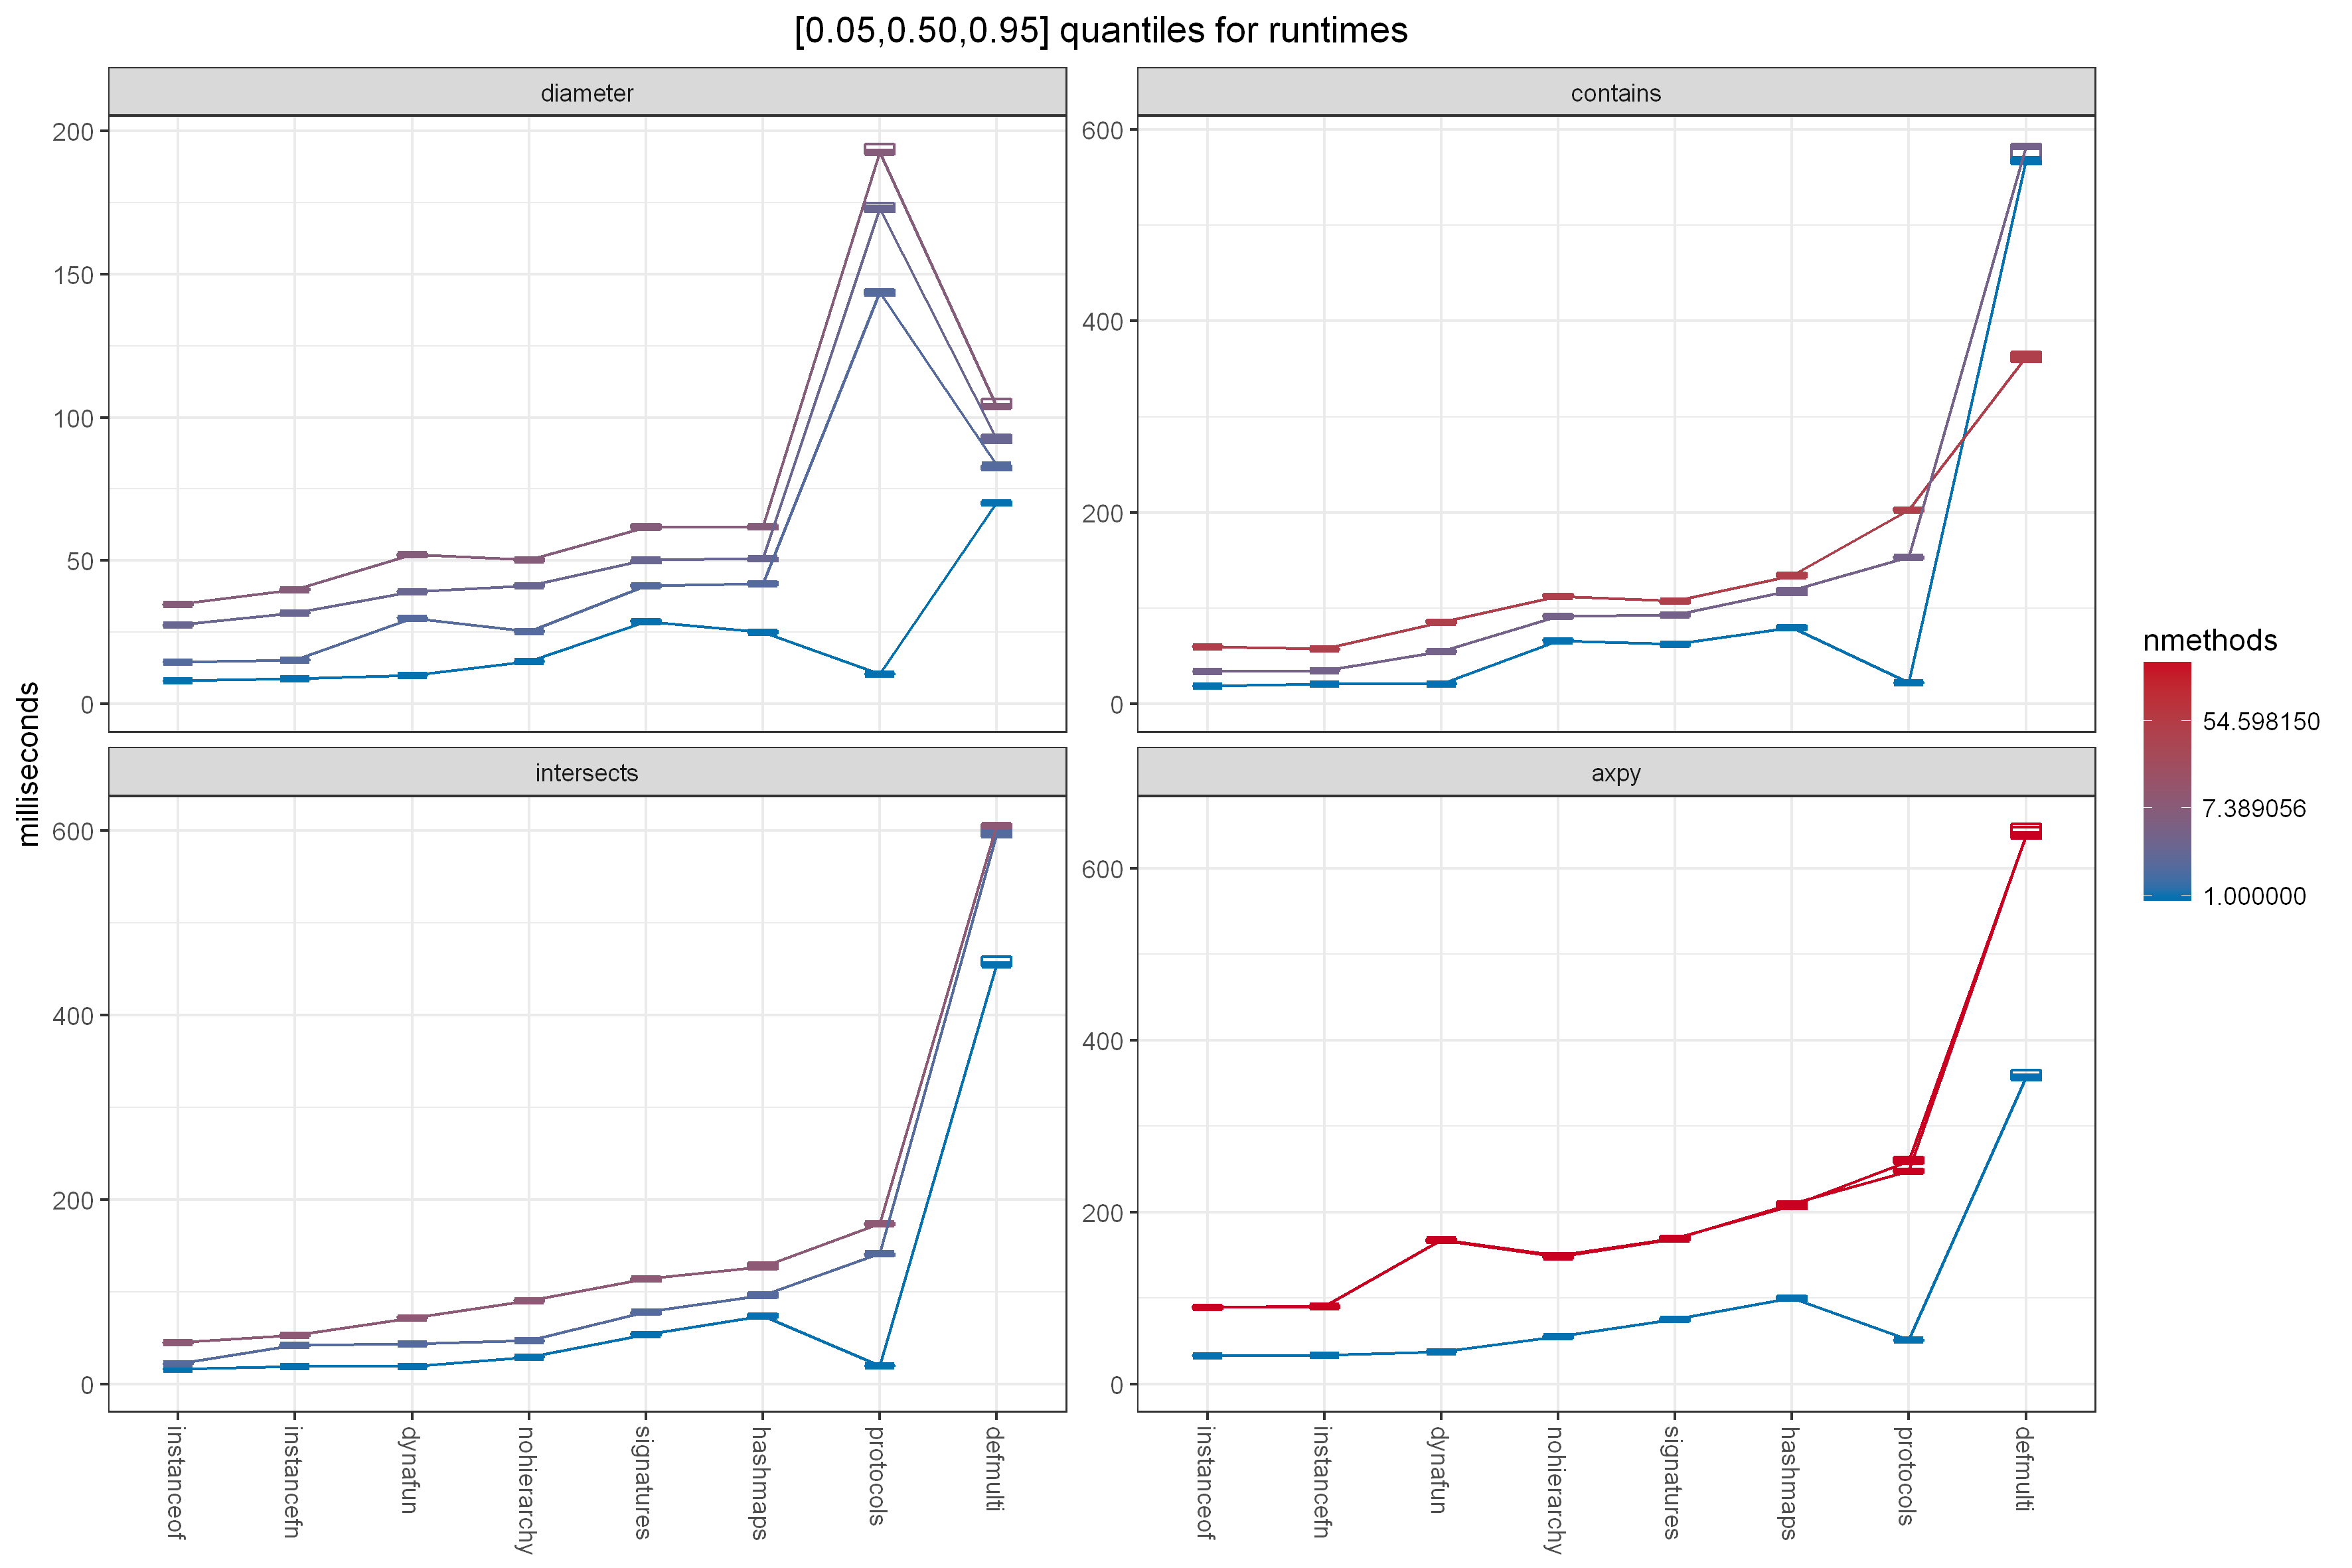 [0.05,0.50,0.95] quantiles for runtimes
diameter
200
150
100
50
0
contains
600
400
200
0
milliseconds
intersects
600
400
200
0
instanceof
instancefn
dynafun
nohierarchy
signatures
hashmaps
protocols
defmulti
axpy
600
400
200
0
instanceof
instancefn
dynafun
nohierarchy
signatures
hashmaps
protocols
defmulti
nmethods
54.598150
7.389056
1.000000